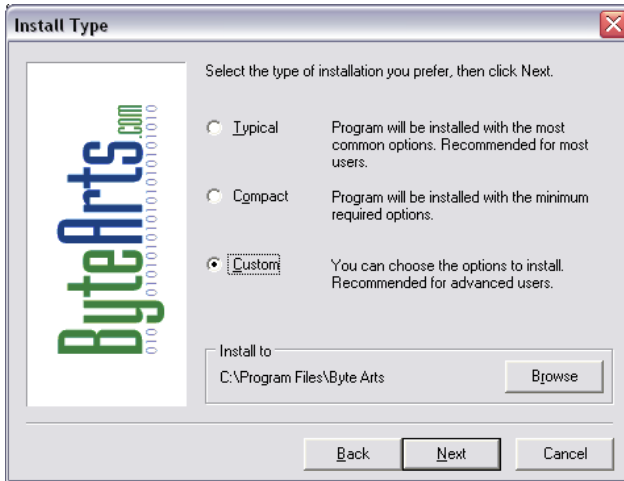 Install Type
Select the type of installation you prefer, then click Next.
Typical
Program will be installed with the most
common options. Recommended for most
users.
Compact
Program will be installed with the minimum
required options.
Custom
You can choose the options to install.
Recommended for advanced users.
Install to
C:\Program Files\Byte Arts
Browse
Back
Next
Cancel
ByteArts.com